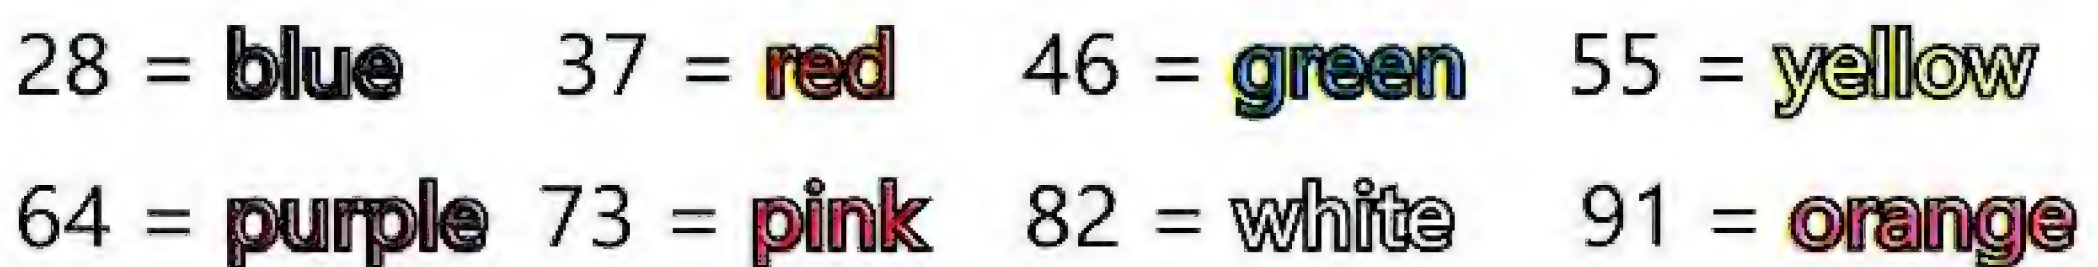 28 = blue 37 = red 46 = green 55 = yellow
64 = purple 73 = pink 82 = white 91 = orange